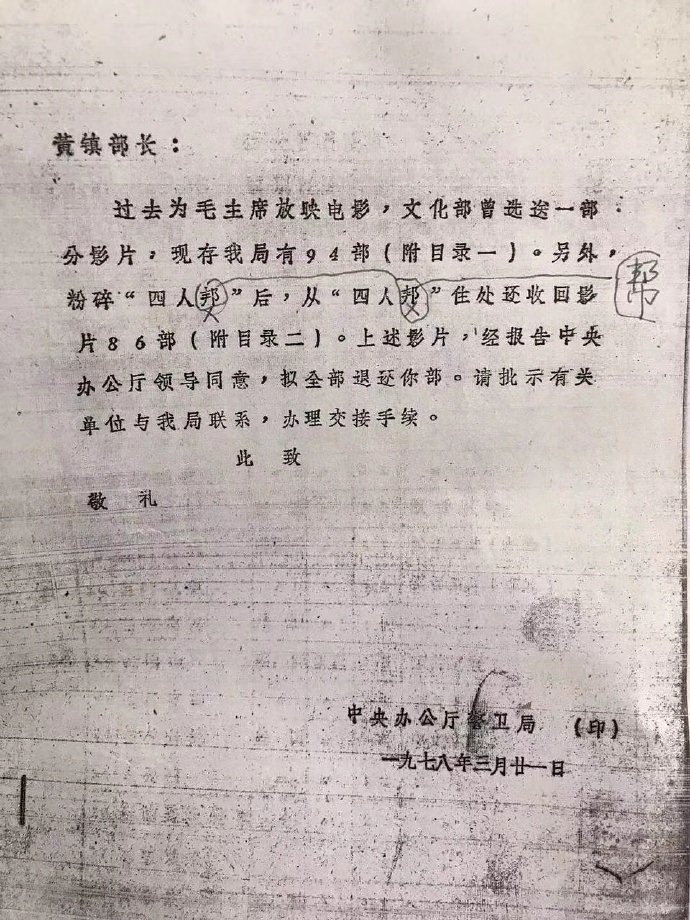 黄镇部长：
过去为毛主席放映电影，文化部曾选送一部
分影片，现存我局有94部（附目录一）。另外，
粉碎“四人邦”后，从“四人邦”住处还收回影
帮
片86部（附目录二）。上述影片，经报告中央
办公厅领导同意，拟全部退还你部。请批示有关
单位与我局联系，办理交接手续。
此 致
敬 礼
中央办公厅警卫局 （印）
一九七八年三月廿一日